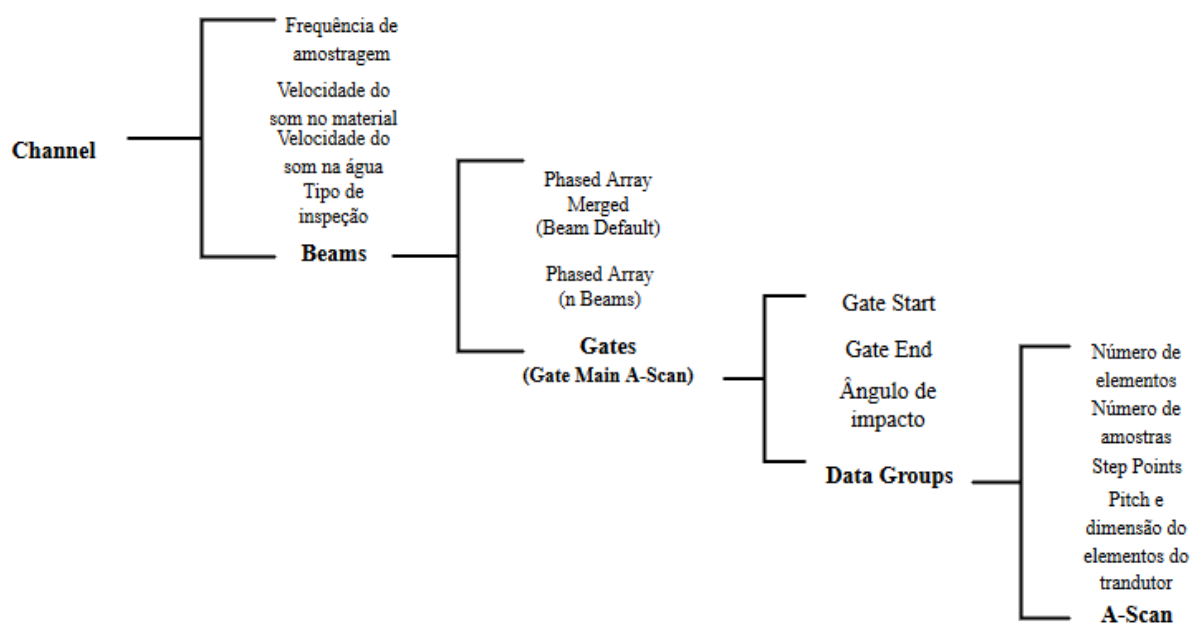 Channel
Frequência de
amostragem
Velocidade do
som no material
Velocidade do
som na água
Tipo de
inspeção
Beams
Phased Array
Merged
(Beam Default)
Phased Array
(n Beams)
Gates
(Gate Main A-Scan)
Gate Start
Gate End
Ângulo de
impacto
Data Groups
Número de
elementos
Número de
amostras
Step Points
Pitch e
dimensão do
elementos do
trandutor
A-Scan